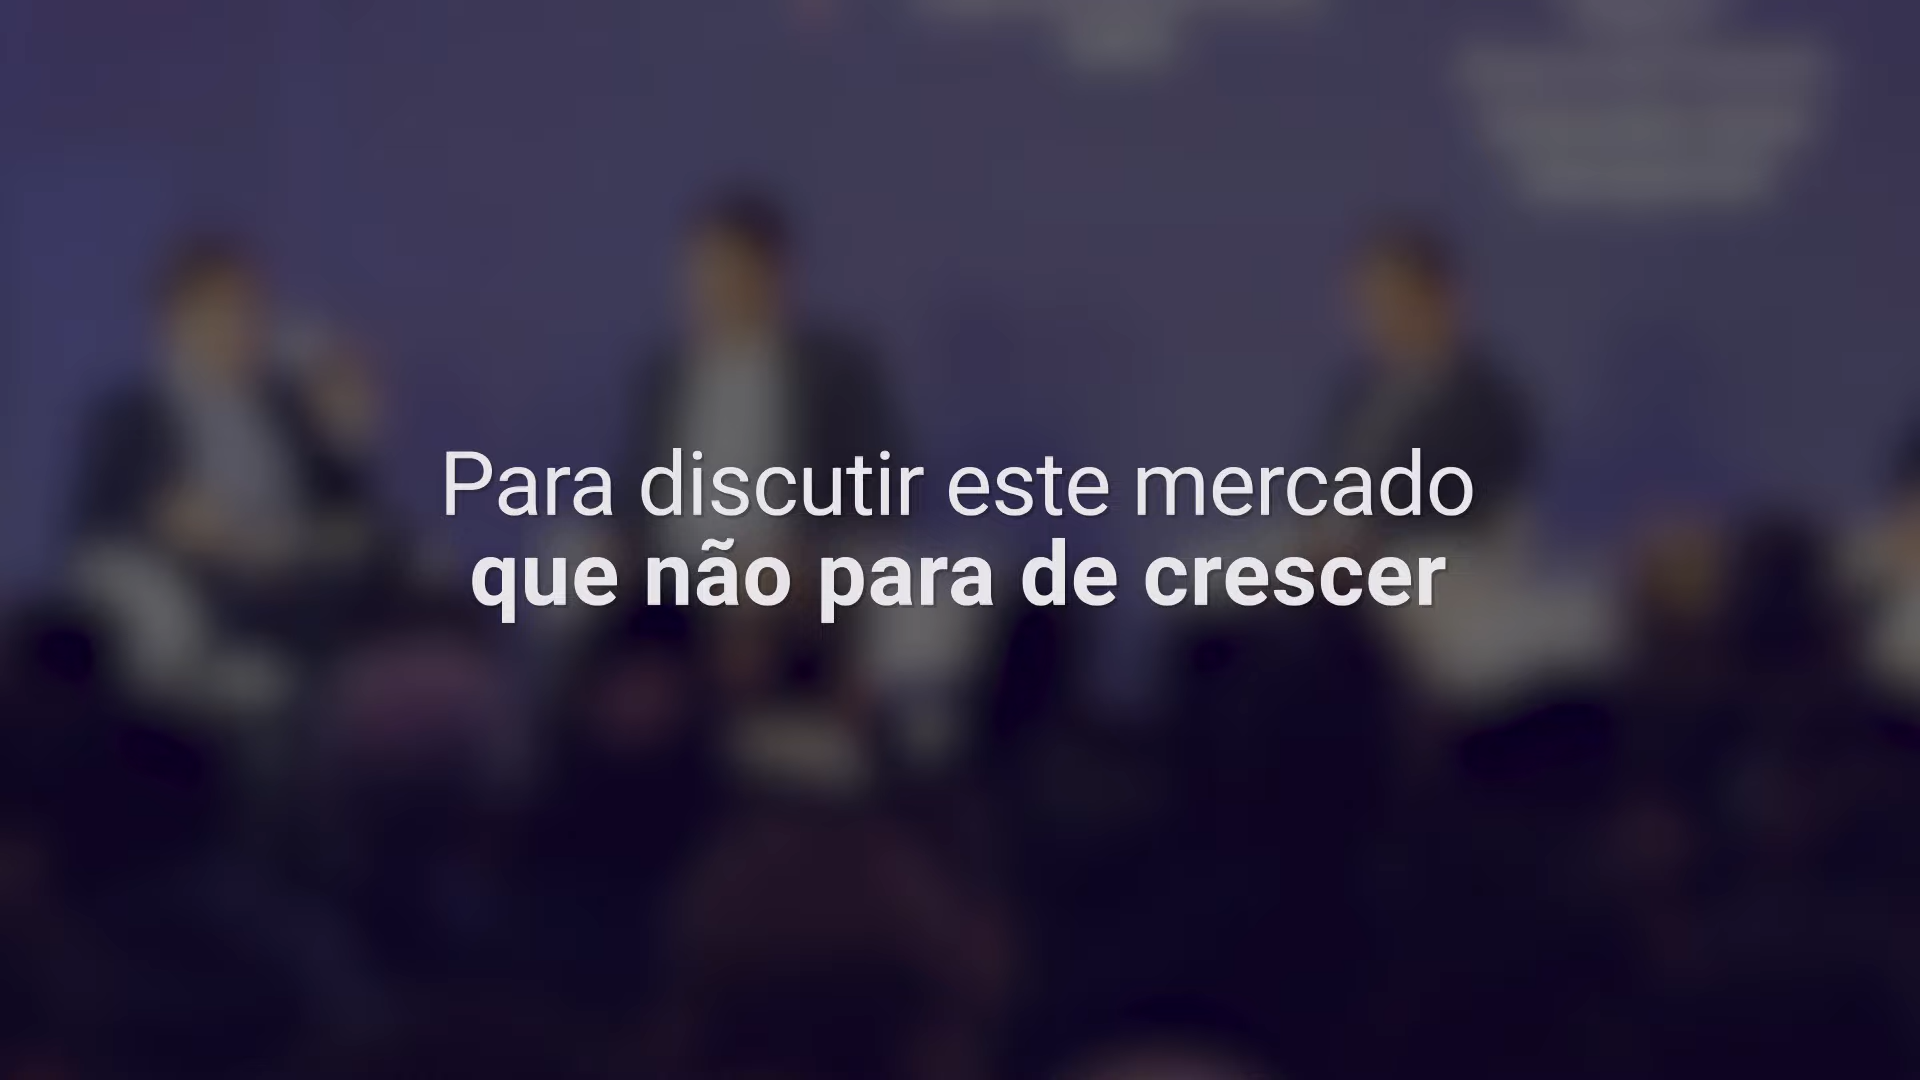 Para discutir este mercado
que não para de crescer